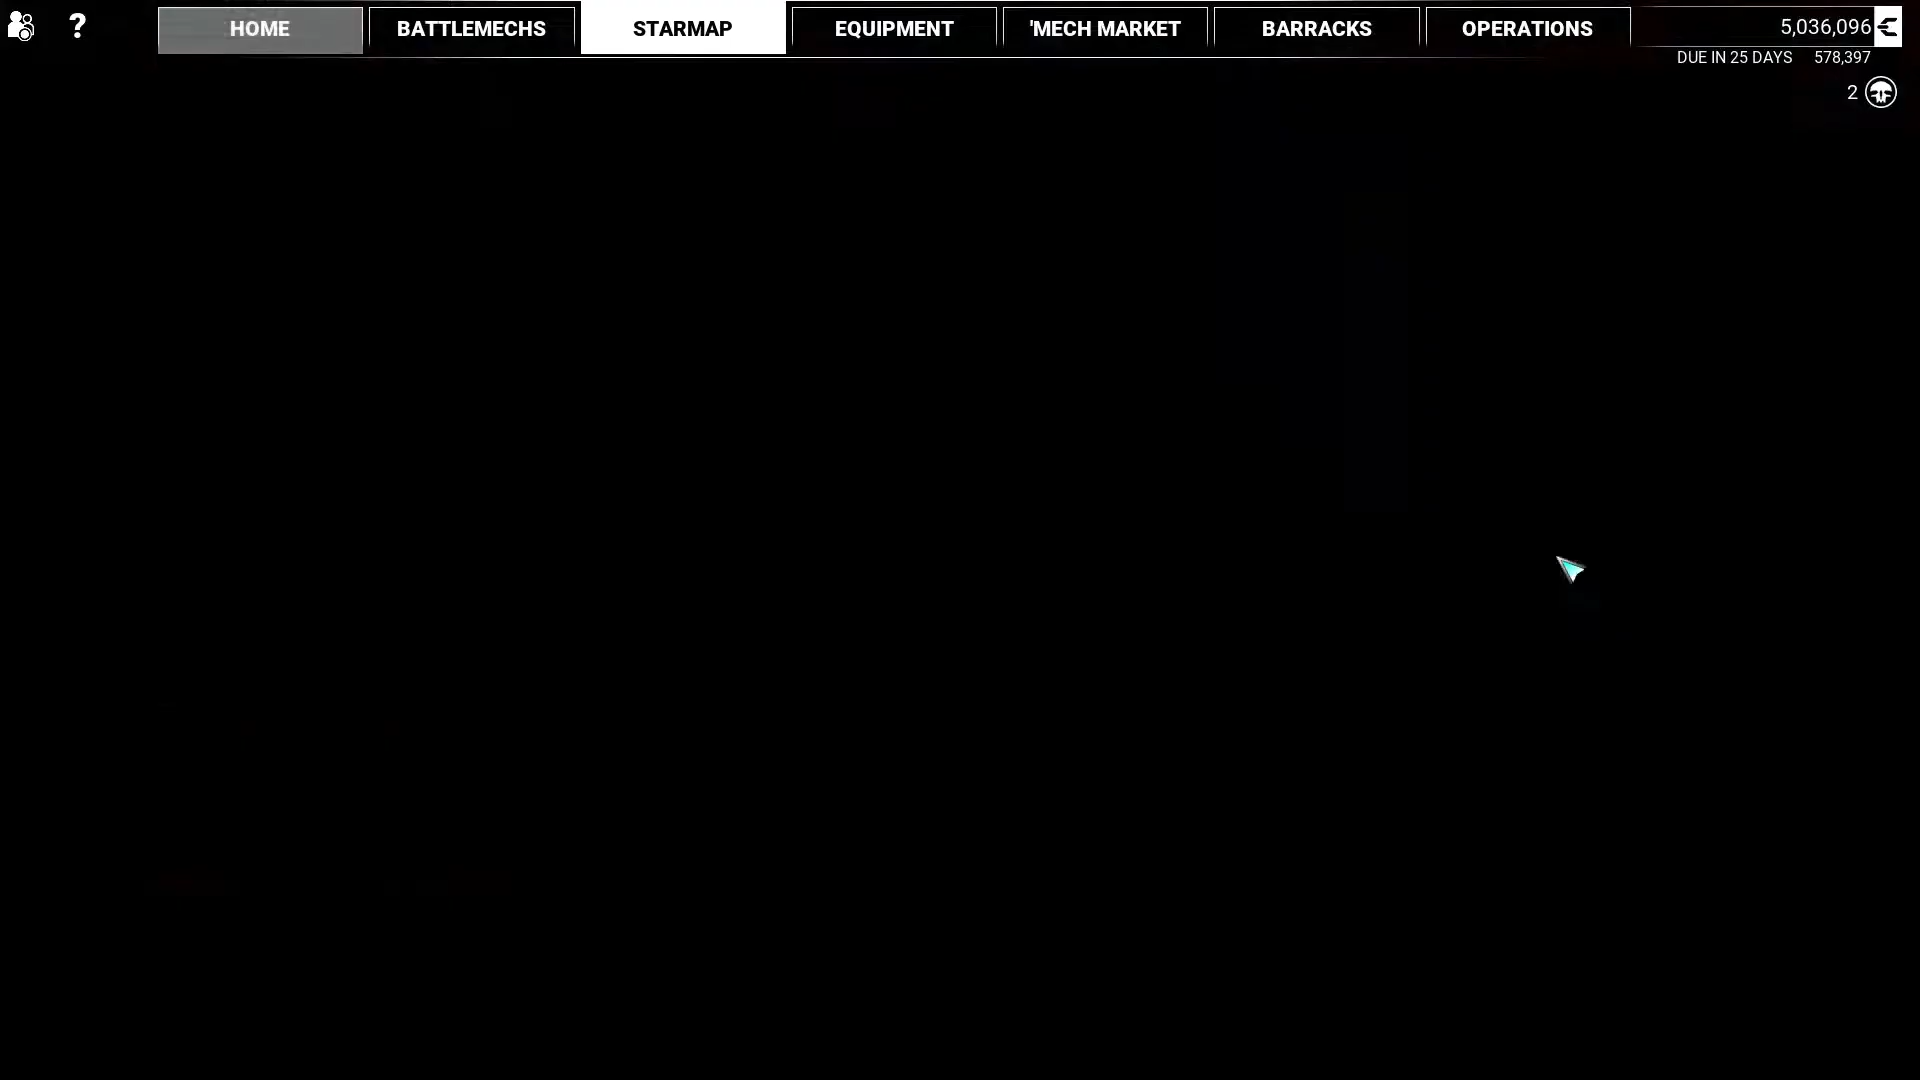 ?
HOME
BATTLEMECHS
STARMAP
EQUIPMENT
'MECH MARKET
BARRACKS
OPERATIONS
5,036,096
DUE IN 25 DAYS 578,397
2